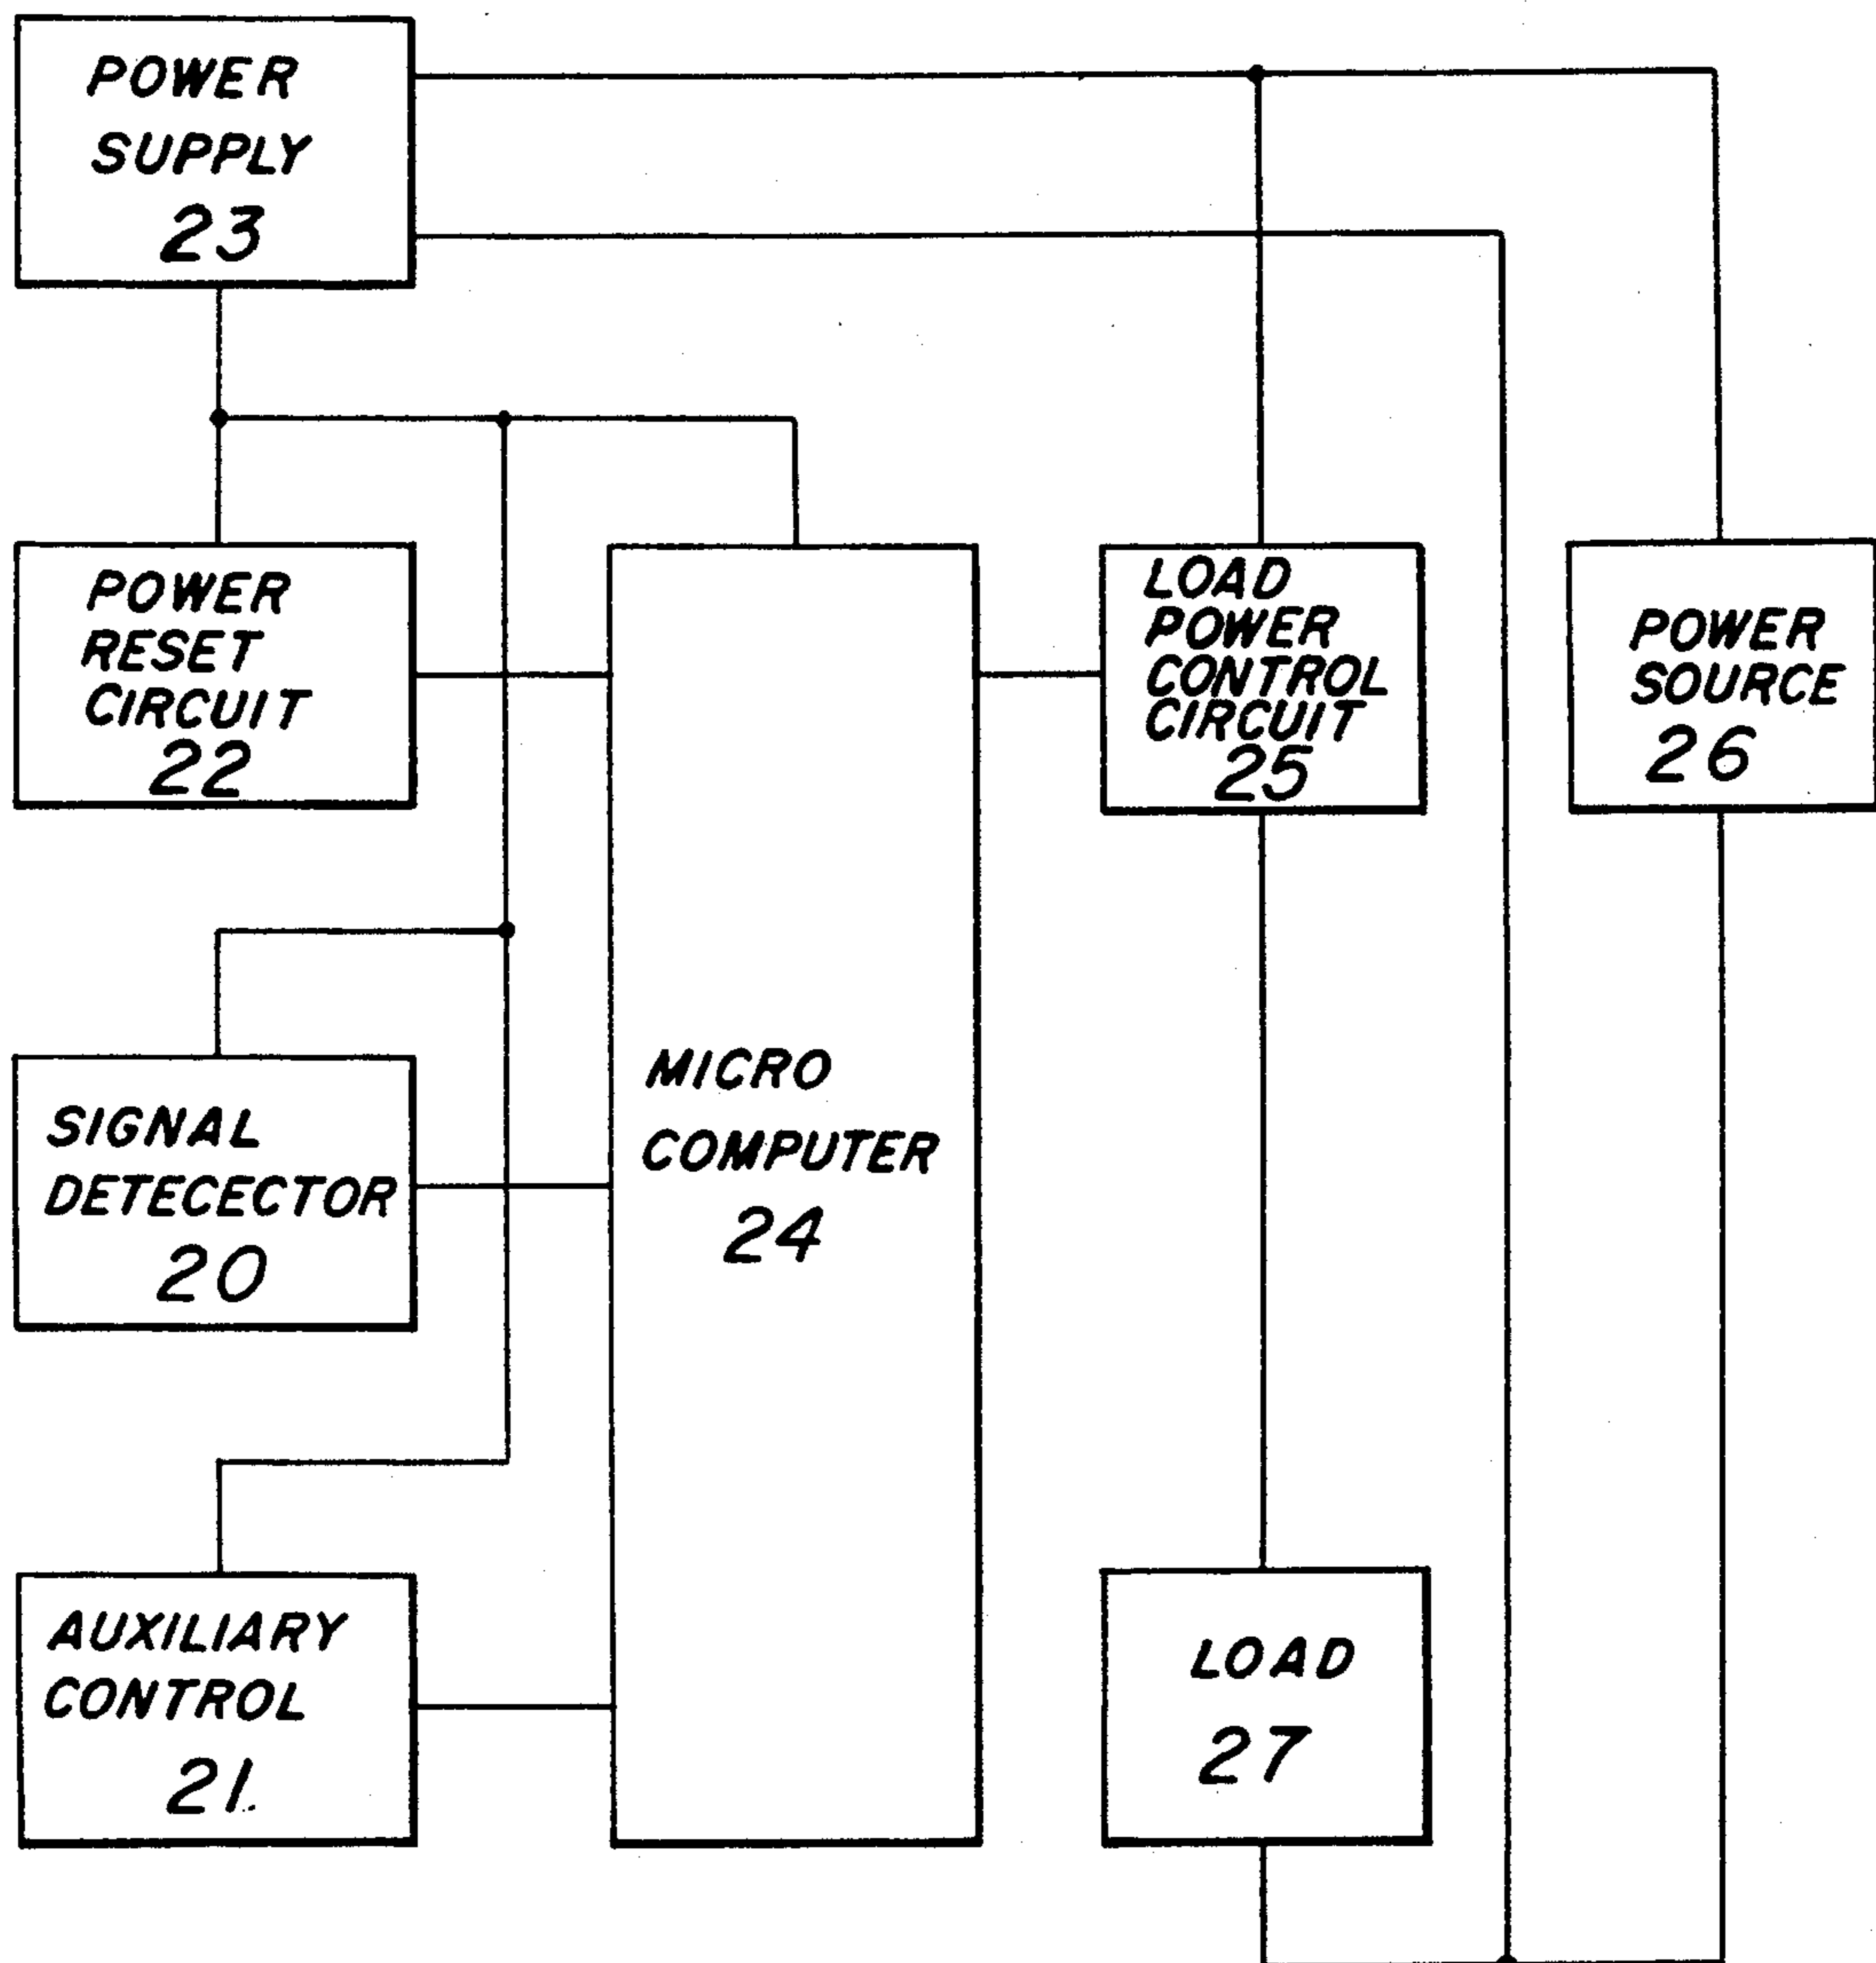 POWER
SUPPLY
23
POWER
RESET
CIRCUIT
22
LOAD
POWER
CONTROL
CIRCUIT
25
POWER
SOURCE
26
SIGNAL
DETECECTOR
20
MICRO
COMPUTER
24
AUXILIARY
CONTROL
21
LOAD
27